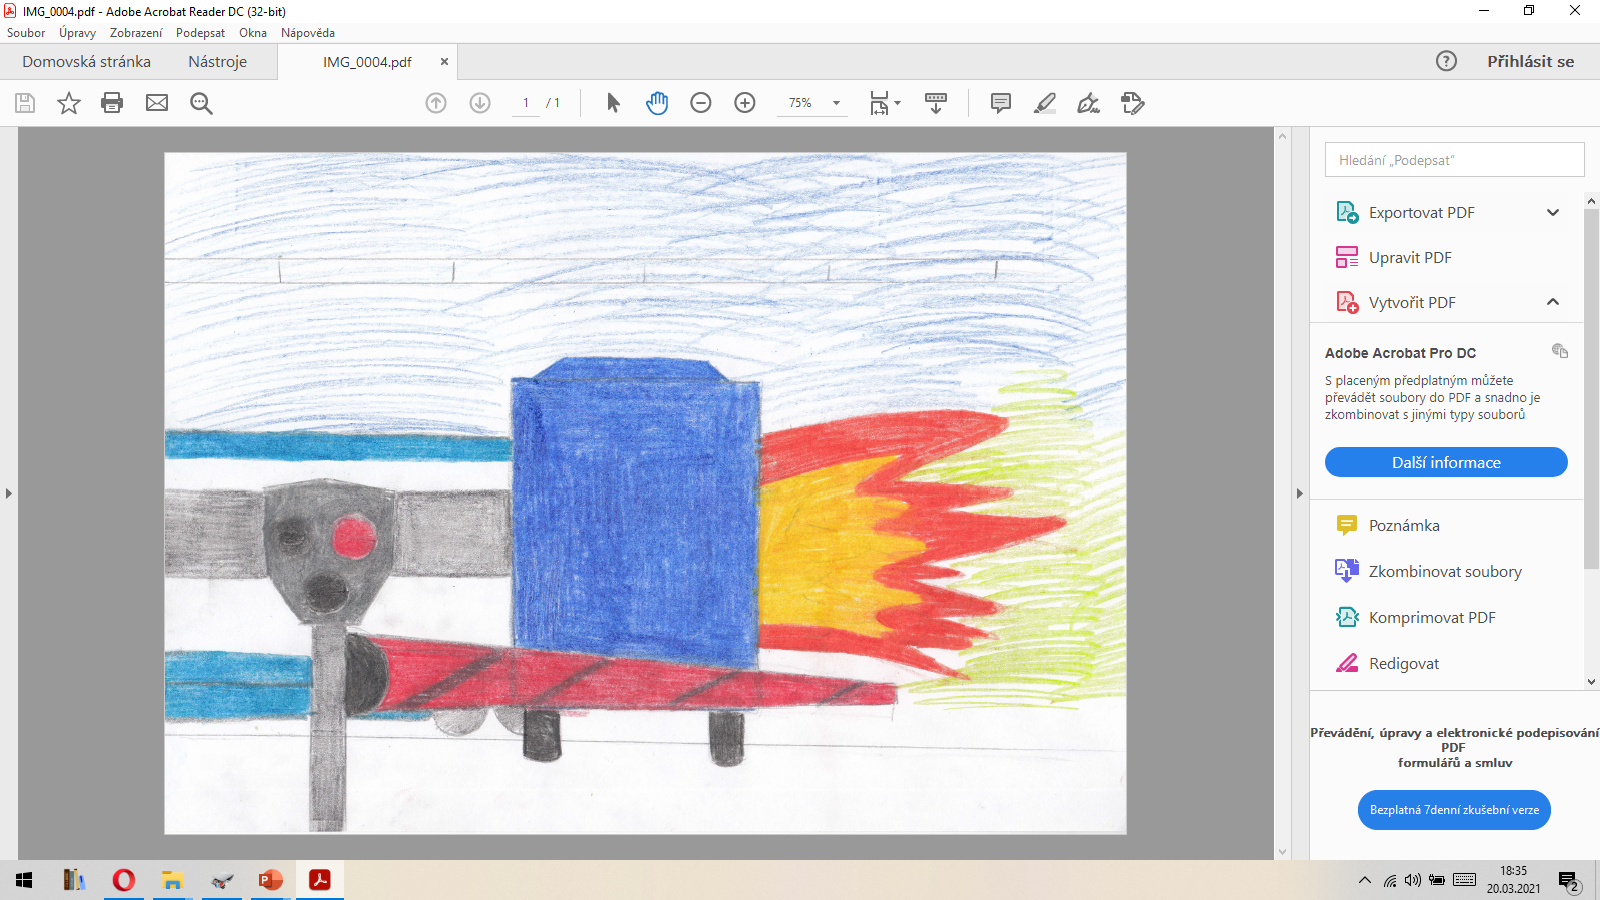 IMG_0004.pdf - Adobe Acrobat Reader DC (32-bit)
Soubor Úpravy Zobrazení Podepsat Okna Nápověda
Domovská stránka Nástroje IMG_0004.pdf Přihlásit se
1 / 1 75%
Hledání „Podepsat“
Exportovat PDF
Upravit PDF
Vytvořit PDF
Adobe Acrobat Pro DC
S placeným předplatným můžete
převádět soubory do PDF a snadno je
zkombinovat s jinými typy souborů
Další informace
Poznámka
Zkombinovat soubory
Komprimovat PDF
Redigovat
Převádění, úpravy a elektronické podepisování
PDF
formulářů a smluv
Bezplatná 7denní zkušební verze
18:35
20.03.2021
2